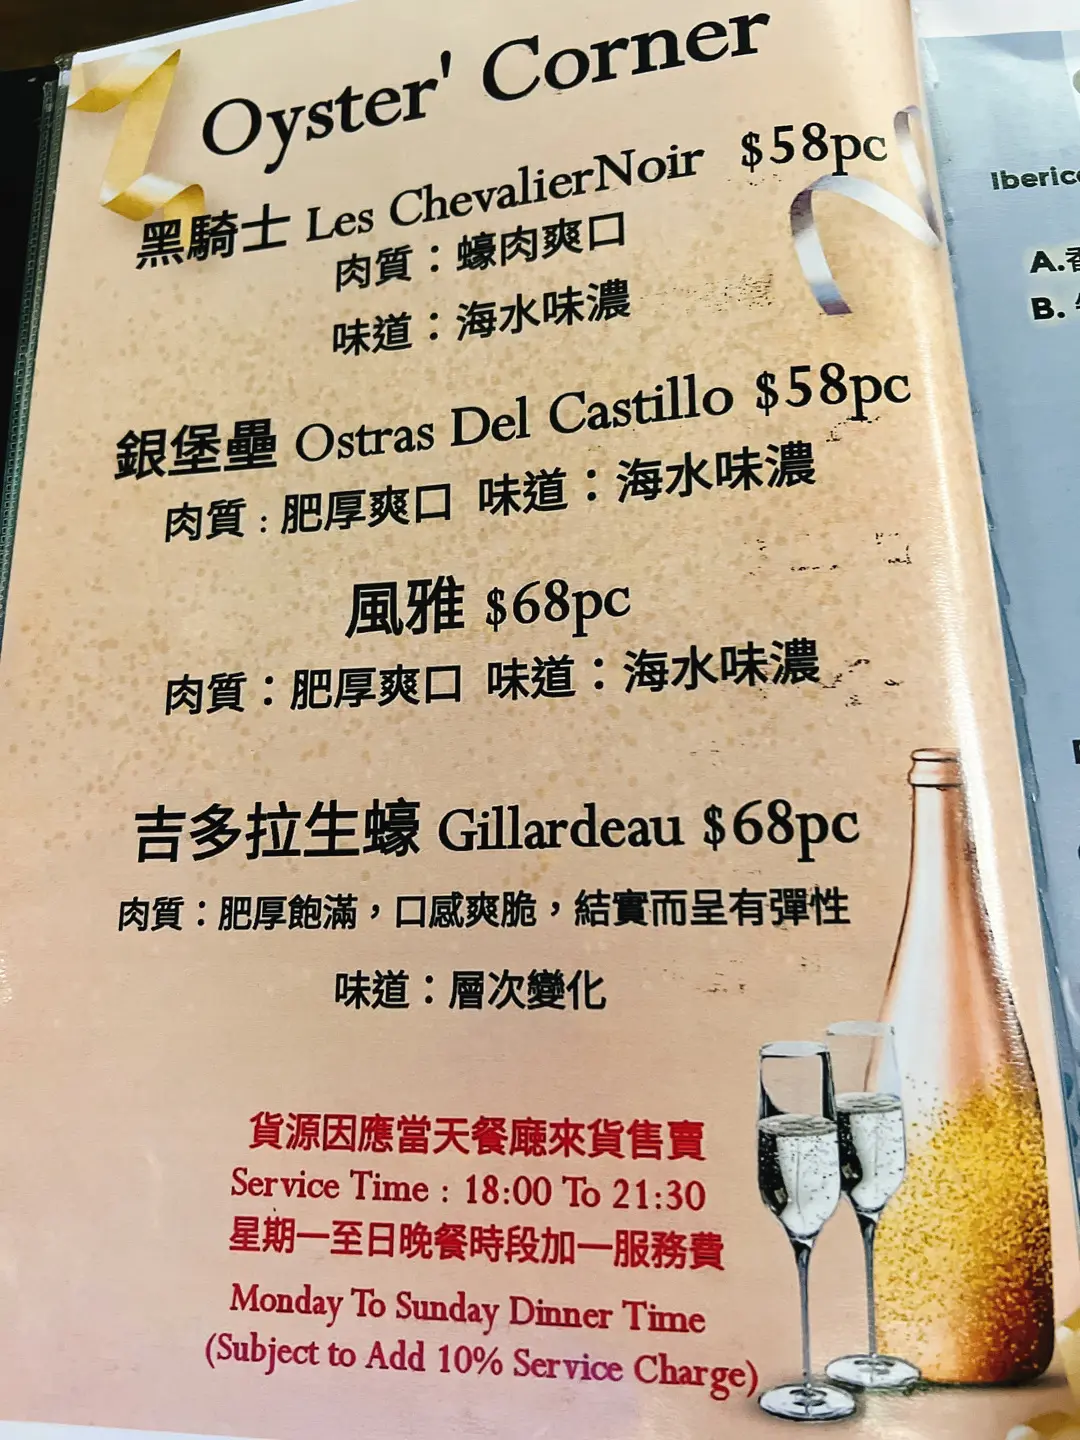 Oyster' Corner
黑騎士 Les ChevalierNoir $58pc
肉質：蠔肉爽口
味道：海水味濃
銀堡壘 Ostras Del Castillo $58pc
肉質：肥厚爽口 味道：海水味濃
風雅 $68pc
肉質：肥厚爽口 味道：海水味濃
吉多拉生蠔 Gillardeau $68pc
肉質：肥厚飽滿，口感爽脆，結實而呈有彈性
味道：層次變化
貨源因應當天餐廳來貨售賣
Service Time : 18:00 To 21:30
星期一至日晚餐時段加一服務費
Monday To Sunday Dinner Time
(Subject to Add 10% Service Charge)
A.
B.